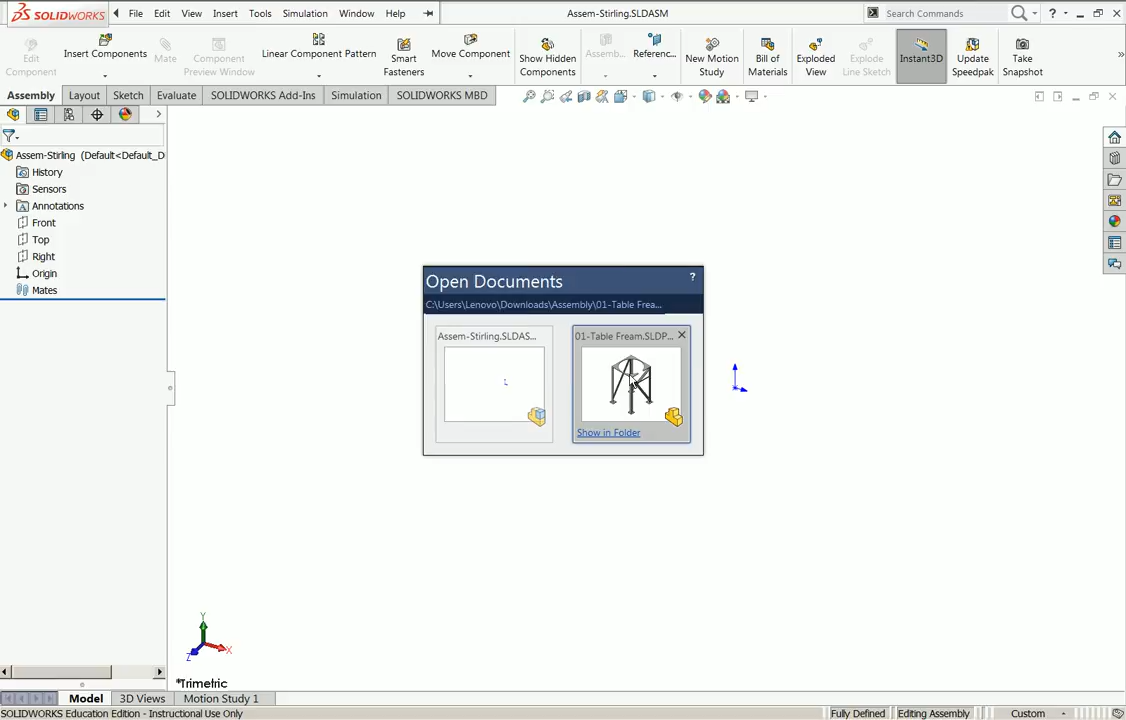 SOLIDWORKS File Edit View Insert Tools Simulation Window Help Assem-Stirling.SLDASM Search Commands ?
Edit Component
Insert Components
Mate
Component Preview Window
Linear Component Pattern
Smart Fasteners
Move Component
Show Hidden Components
Assemb...
Referenc...
New Motion Study
Bill of Materials
Exploded View
Explode Line Sketch
Instant3D
Update Speedpak
Take Snapshot
Assembly Layout Sketch Evaluate SOLIDWORKS Add-Ins Simulation SOLIDWORKS MBD
Assem-Stirling (Default<Default_D
History
Sensors
Annotations
Front
Top
Right
Origin
Mates
Open Documents ?
C:\Users\Lenovo\Downloads\Assembly\01-Table Frea...
Assem-Stirling.SLDAS... 01-Table Fream.SLDP...
Show in Folder
Y
Z X
*Trimetric
Model 3D Views Motion Study 1
SOLIDWORKS Education Edition - Instructional Use Only Fully Defined Editing Assembly Custom